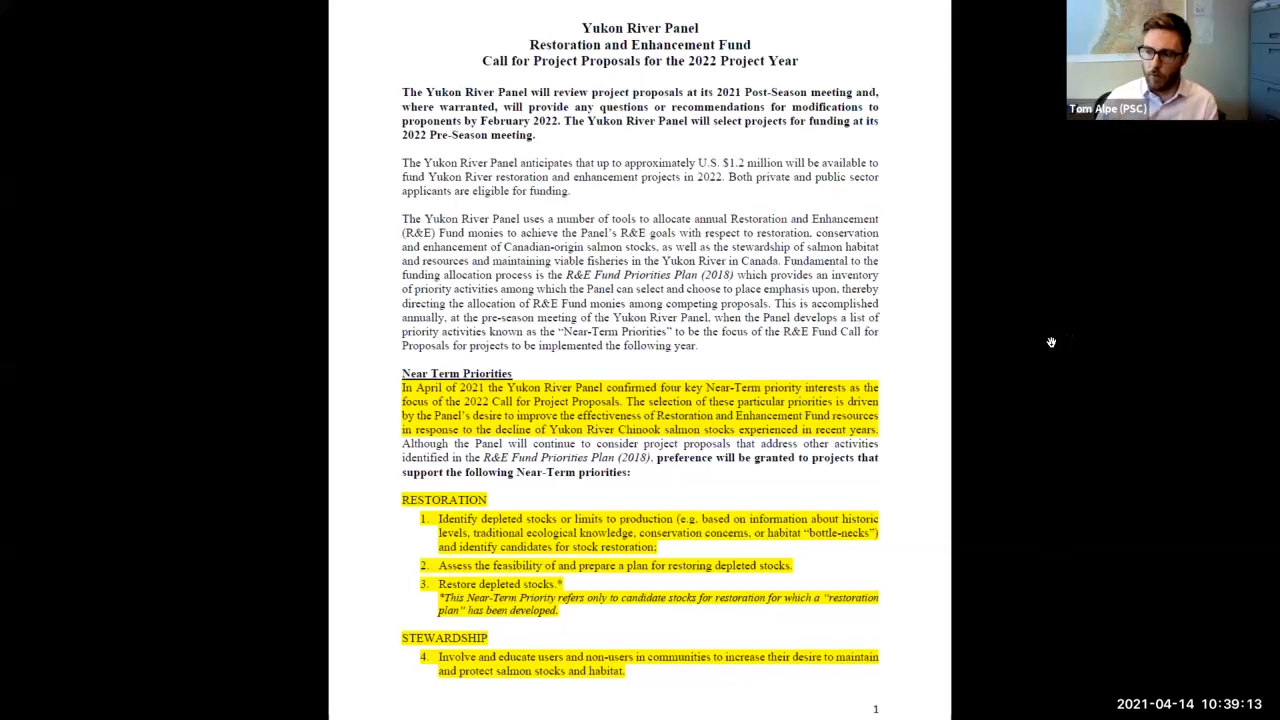 Yukon River Panel
Restoration and Enhancement Fund
Call for Project Proposals for the 2022 Project Year
The Yukon River Panel will review project proposals at its 2021 Post-Season meeting and,
where warranted, will provide any questions or recommendations for modifications to
proponents by February 2022. The Yukon River Panel will select projects for funding at its
2022 Pre-Season meeting.
The Yukon River Panel anticipates that up to approximately U.S. $1.2 million will be available to
fund Yukon River restoration and enhancement projects in 2022. Both private and public sector
applicants are eligible for funding.
The Yukon River Panel uses a number of tools to allocate annual Restoration and Enhancement
(R&E) Fund monies to achieve the Panel's R&E goals with respect to restoration, conservation
and enhancement of Canadian-origin salmon stocks, as well as the stewardship of salmon habitat
and resources and maintaining viable fisheries in the Yukon River in Canada. Fundamental to the
funding allocation process is the R&E Fund Priorities Plan (2018) which provides an inventory
of priority activities among which the Panel can select and choose to place emphasis upon, thereby
directing the allocation of R&E Fund monies among competing proposals. This is accomplished
annually, at the pre-season meeting of the Yukon River Panel, when the Panel develops a list of
priority activities known as the "Near-Term Priorities" to be the focus of the R&E Fund Call for
Proposals for projects to be implemented the following year.
Near Term Priorities
In April of 2021 the Yukon River Panel confirmed four key Near-Term priority interests as the
focus of the 2022 Call for Project Proposals. The selection of these particular priorities is driven
by the Panel's desire to improve the effectiveness of Restoration and Enhancement Fund resources
in response to the decline of Yukon River Chinook salmon stocks experienced in recent years.
Although the Panel will continue to consider project proposals that address other activities
identified in the R&E Fund Priorities Plan (2018), preference will be granted to projects that
support the following Near-Term priorities:
RESTORATION
1. Identify depleted stocks or limits to production (e.g. based on information about historic
levels, traditional ecological knowledge, conservation concerns, or habitat "bottle-necks")
and identify candidates for stock restoration;
2. Assess the feasibility of and prepare a plan for restoring depleted stocks.
3. Restore depleted stocks.*
*This Near-Term Priority refers only to candidate stocks for restoration for which a "restoration
plan" has been developed.
STEWARDSHIP
4. Involve and educate users and non-users in communities to increase their desire to maintain
and protect salmon stocks and habitat.
1
Tom Alpe (PSC)
2021-04-14 10:39:13